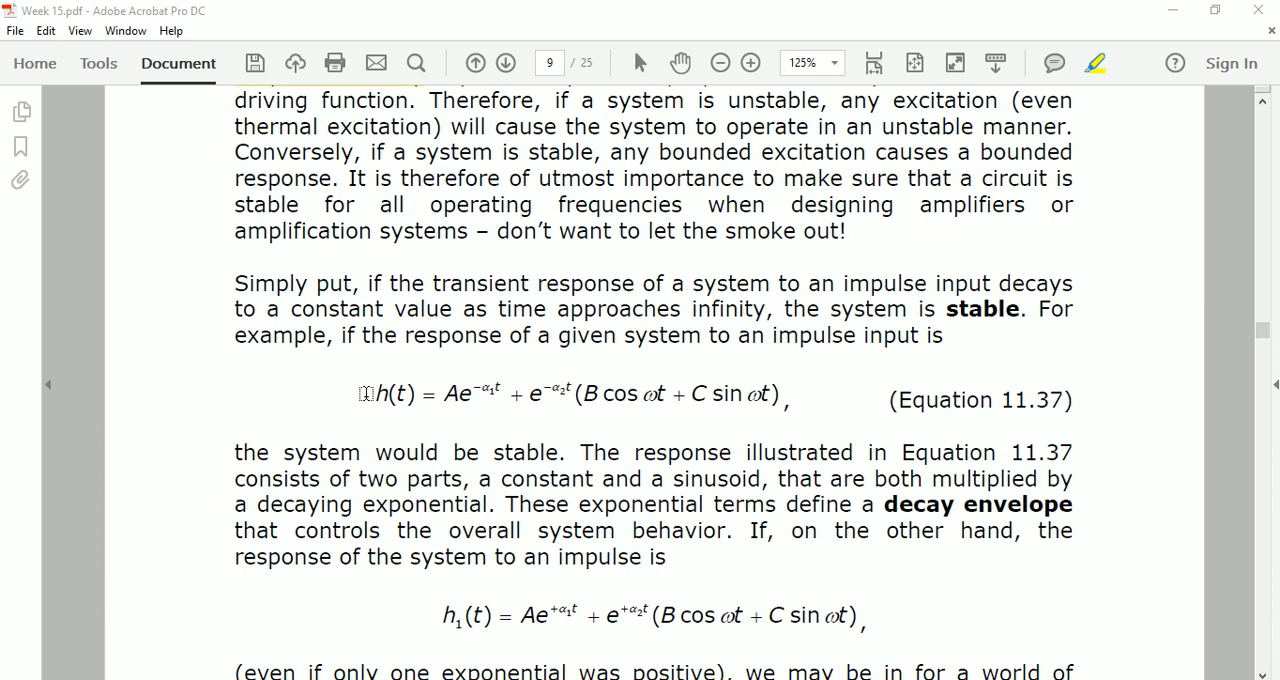 Week 15.pdf - Adobe Acrobat Pro DC
File Edit View Window Help
Home Tools Document 9 / 25 125% Sign In
driving function. Therefore, if a system is unstable, any excitation (even
thermal excitation) will cause the system to operate in an unstable manner.
Conversely, if a system is stable, any bounded excitation causes a bounded
response. It is therefore of utmost importance to make sure that a circuit is
stable for all operating frequencies when designing amplifiers or
amplification systems – don't want to let the smoke out!
Simply put, if the transient response of a system to an impulse input decays
to a constant value as time approaches infinity, the system is stable. For
example, if the response of a given system to an impulse input is
h(t) = Ae^{-α₁t} + e^{-α₂t}(B cos ωt + C sin ωt), (Equation 11.37)
the system would be stable. The response illustrated in Equation 11.37
consists of two parts, a constant and a sinusoid, that are both multiplied by
a decaying exponential. These exponential terms define a decay envelope
that controls the overall system behavior. If, on the other hand, the
response of the system to an impulse is
h₁(t) = Ae^{+α₁t} + e^{+α₂t}(B cos ωt + C sin ωt),
(even if only one exponential was positive), we may be in for a world of